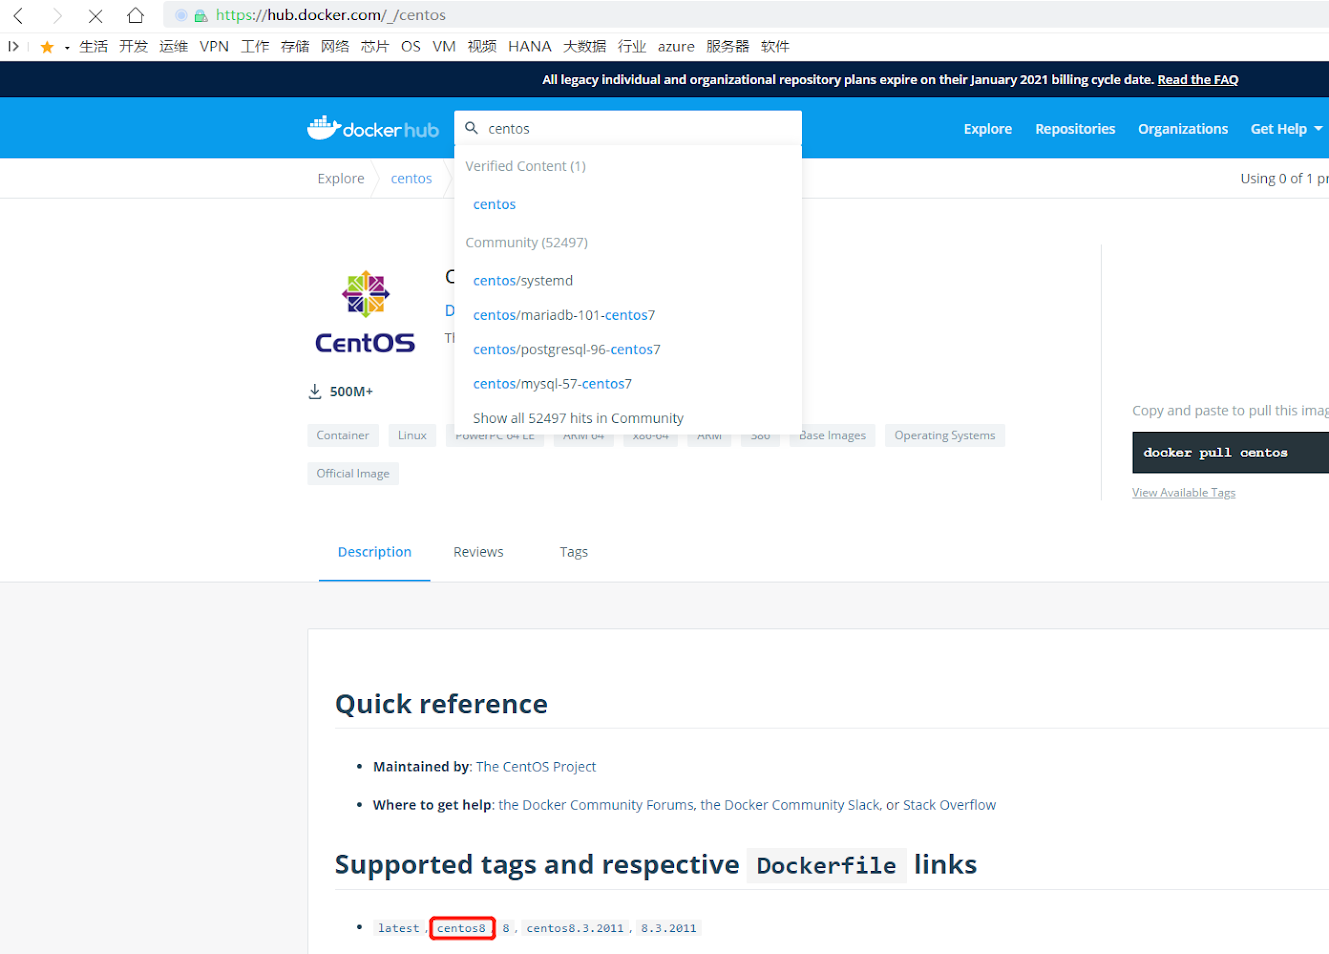 https://hub.docker.com/_/centos
生活 开发 运维 VPN 工作 存储 网络 芯片 OS VM 视频 HANA 大数据 行业 azure 服务器 软件
All legacy individual and organizational repository plans expire on their January 2021 billing cycle date. Read the FAQ
docker hub
centos
Explore Repositories Organizations Get Help
Verified Content (1)
Explore centos
Using 0 of 1 pr
centos
Community (52497)
centos/systemd
centos/mariadb-101-centos7
centos/postgresql-96-centos7
centos/mysql-57-centos7
Show all 52497 hits in Community
C
D
Th
CentOS
500M+
Container Linux PowerPC 64 LE ARM 64 x86-64 ARM 386 Base Images Operating Systems
Official Image
Copy and paste to pull this imag
docker pull centos
View Available Tags
Description Reviews Tags
Quick reference
• Maintained by: The CentOS Project
• Where to get help: the Docker Community Forums, the Docker Community Slack, or Stack Overflow
Supported tags and respective Dockerfile links
• latest, centos8, 8, centos8.3.2011, 8.3.2011